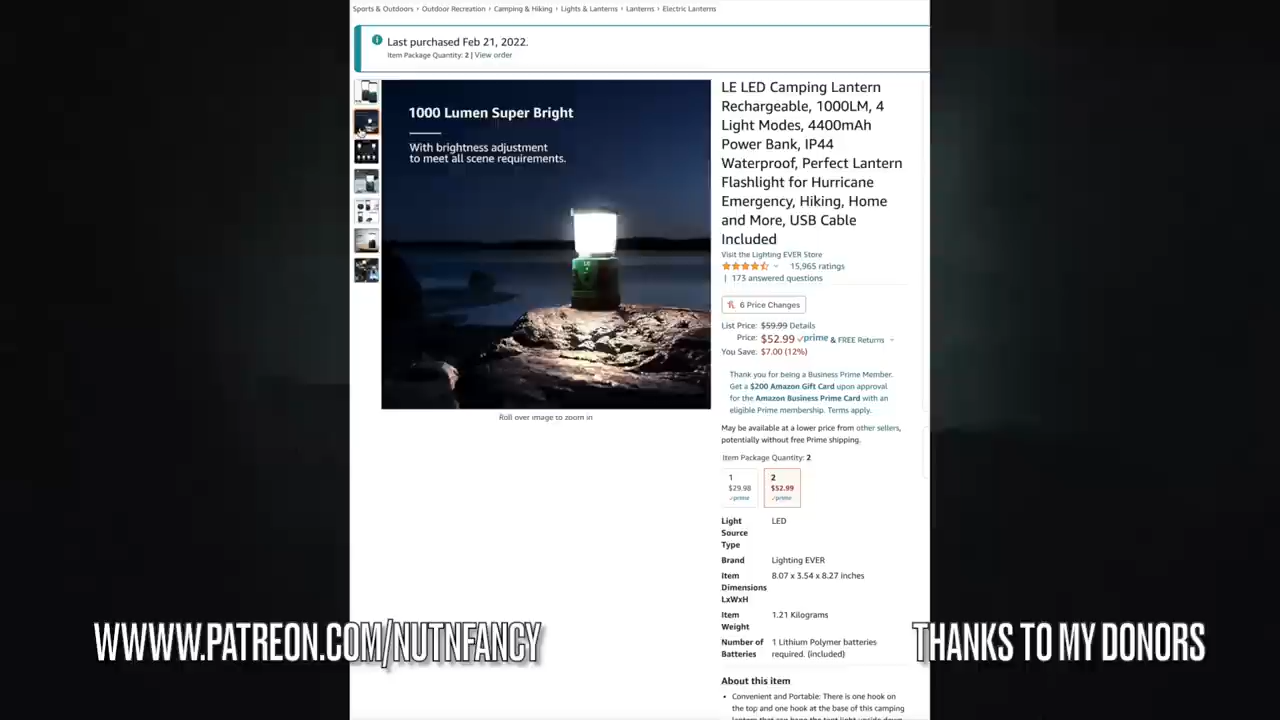 Sports & Outdoors › Outdoor Recreation › Camping & Hiking › Lights & Lanterns › Lanterns › Electric Lanterns
Last purchased Feb 21, 2022.
Item Package Quantity: 2 | View order
1000 Lumen Super Bright
With brightness adjustment
to meet all scene requirements.
Roll over image to zoom in
LE LED Camping Lantern
Rechargeable, 1000LM, 4
Light Modes, 4400mAh
Power Bank, IP44
Waterproof, Perfect Lantern
Flashlight for Hurricane
Emergency, Hiking, Home
and More, USB Cable
Included
Visit the Lighting EVER Store
15,965 ratings
| 173 answered questions
6 Price Changes
List Price: $59.99 Details
Price: $52.99 prime & FREE Returns
You Save: $7.00 (12%)
Thank you for being a Business Prime Member.
Get a $200 Amazon Gift Card upon approval
for the Amazon Business Prime Card with an
eligible Prime membership. Terms apply.
May be available at a lower price from other sellers,
potentially without free Prime shipping.
Item Package Quantity: 2
1 2
$29.98 $52.99
prime prime
Light Source Type LED
Brand Lighting EVER
Item Dimensions LxWxH 8.07 x 3.54 x 8.27 inches
Item Weight 1.21 Kilograms
Number of Batteries 1 Lithium Polymer batteries required. (included)
About this item
• Convenient and Portable: There is one hook on
the top and one hook at the base of this camping
lantern that can hang the tent light upside down
WWWW.PATREON.COM/NUTNFANCY
THANKS TO MY DONORS